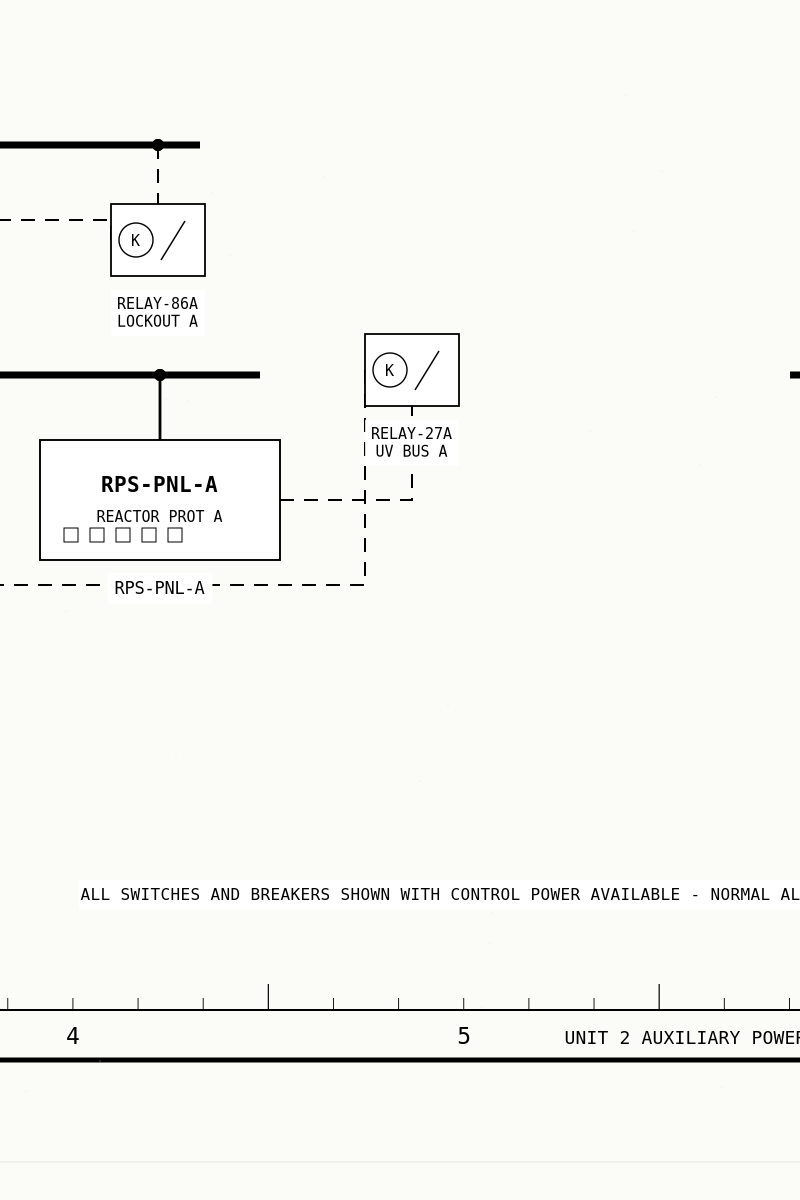 K
RELAY-86A
LOCKOUT A
K
RELAY-27A
UV BUS A
RPS-PNL-A
REACTOR PROT A
RPS-PNL-A
ALL SWITCHES AND BREAKERS SHOWN WITH CONTROL POWER AVAILABLE - NORMAL AL
4
5
UNIT 2 AUXILIARY POWER